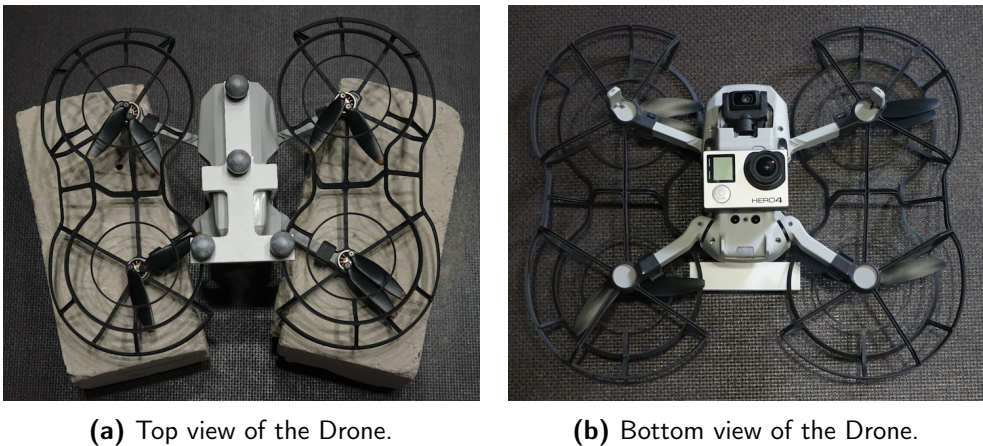 HERO4
(a) Top view of the Drone.
(b) Bottom view of the Drone.